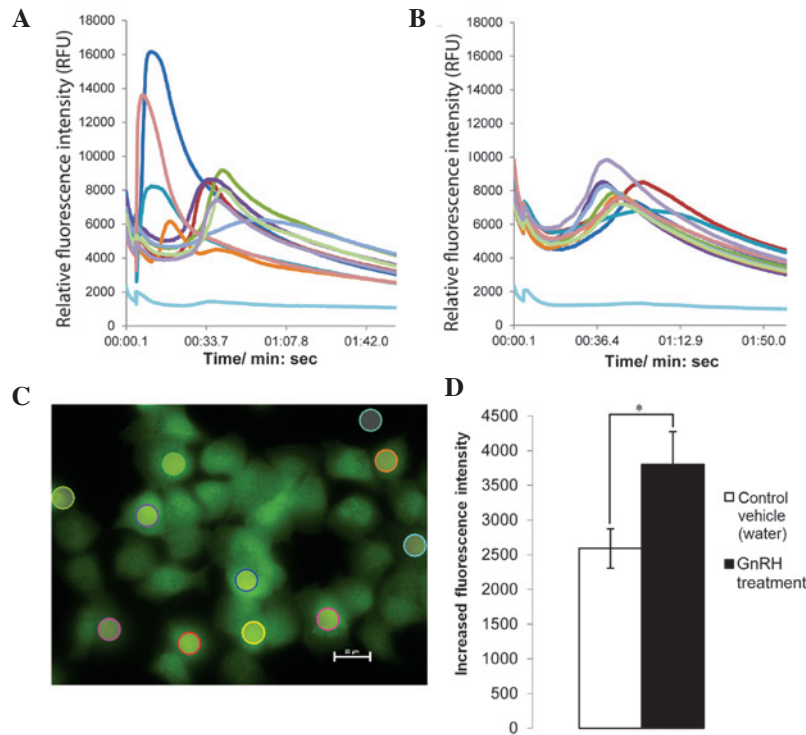 A
Relative fluorescence intensity (RFU)
18000
16000
14000
12000
10000
8000
6000
4000
2000
0
00:00.1 00:33.7 01:07.8 01:42.0
Time/ min: sec
B
Relative fluorescence intensity (RFU)
18000
16000
14000
12000
10000
8000
6000
4000
2000
0
00:00.1 00:36.4 01:12.9 01:50.0
Time/ min: sec
C
D
Increased fluorescence intensity
4500
4000
3500
3000
2500
2000
1500
1000
500
0
*
Control
vehicle
(water)
GnRH
treatment